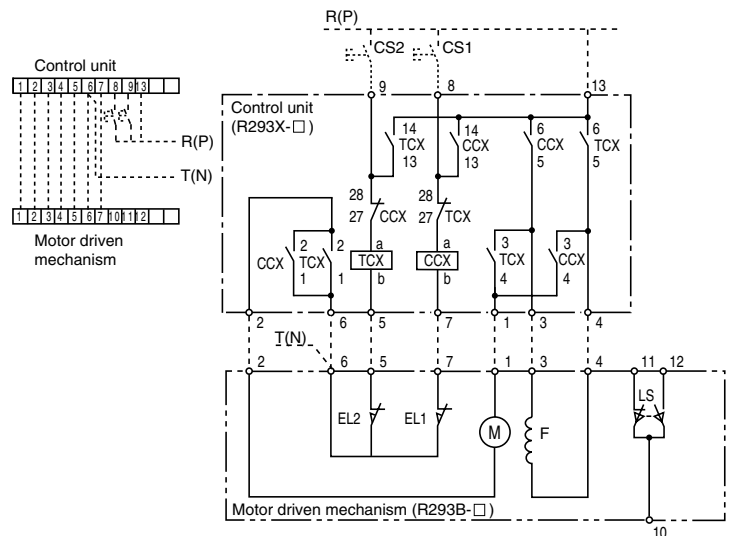 R(P)
CS2 CS1
Control unit
1 2 3 4 5 6 7 8 9 13
R(P)
T(N)
1 2 3 4 5 6 7 10 11 12
Motor driven
mechanism
9 8 13
Control unit
(R293X-□)
14 14 6 6
TCX CCX CCX TCX
13 13 5 5
28 28
27 CCX 27 TCX
2 2 a a 3 3
CCX TCX TCX CCX TCX CCX
1 1 b b 4 4
2 6 5 7 1 3 4
T(N)
2 6 5 7 1 3 4 11 12
LS
EL2 EL1 M F
Motor driven mechanism (R293B-□)
10